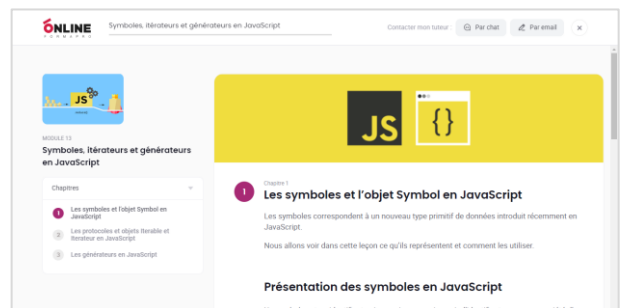 ONLINE
FORMAPRO
Symboles, itérateurs et générateurs en JavaScript
Contacter mon tuteur :
Par chat
Par email
×
JS
MODULE 13
Symboles, itérateurs et générateurs
en JavaScript
Chapitres
1
Les symboles et l'objet Symbol en
JavaScript
2
Les protocoles et objets Iterable et
Iterateur en JavaScript
3
Les générateurs en JavaScript
JS
{}
1
Chapitre 1
Les symboles et l'objet Symbol en JavaScript
Les symboles correspondent à un nouveau type primitif de données introduit récemment en
JavaScript.
Nous allons voir dans cette leçon ce qu'ils représentent et comment les utiliser.
Présentation des symboles en JavaScript